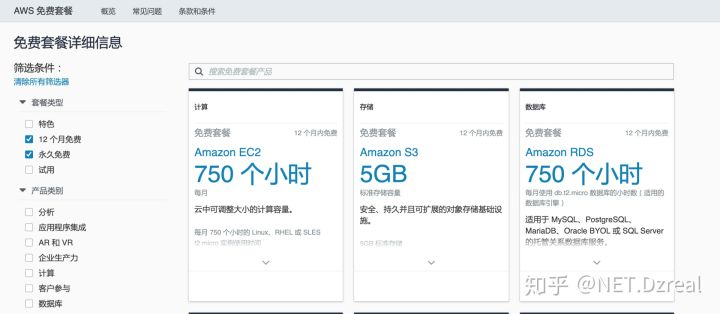 AWS 免费套餐 概览 常见问题 条款和条件
免费套餐详细信息
筛选条件：
清除所有筛选器
套餐类型
特色
12 个月免费
永久免费
试用
产品类别
分析
应用程序集成
AR 和 VR
企业生产力
计算
客户参与
数据库
搜索免费套餐产品
计算
免费套餐 12 个月内免费
Amazon EC2
750 个小时
每月
云中可调整大小的计算容量。
每月 750 个小时的 Linux、RHEL 或 SLES
t2.micro 实例使用时间
存储
免费套餐 12 个月内免费
Amazon S3
5GB
标准存储容量
安全、持久并且可扩展的对象存储基础设
施。
5GB 标准存储
数据库
免费套餐 12 个月内免费
Amazon RDS
750 个小时
每月使用 db.t2.micro 数据库的小时数（适用的
数据库引擎）
适用于 MySQL、PostgreSQL、
MariaDB、Oracle BYOL 或 SQL Server
的托管关系数据库服务。
知乎 @NET.Dzreal